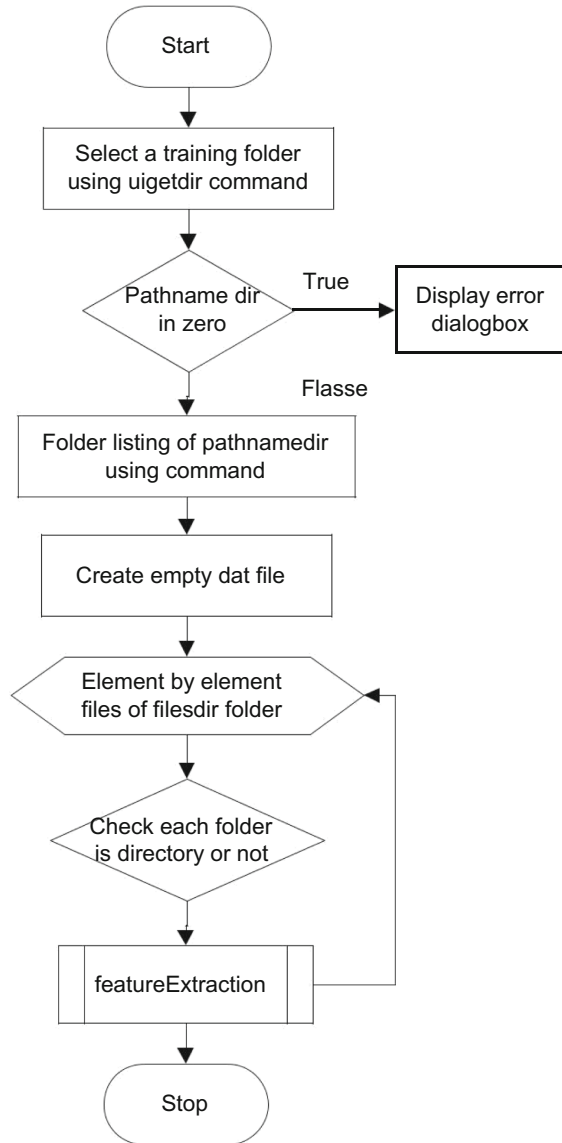 Start
Select a training folder
using uigetdir command
Pathname dir
in zero
True
Display error
dialogbox
Flasse
Folder listing of pathnamedir
using command
Create empty dat file
Element by element
files of filesdir folder
Check each folder
is directory or not
featureExtraction
Stop